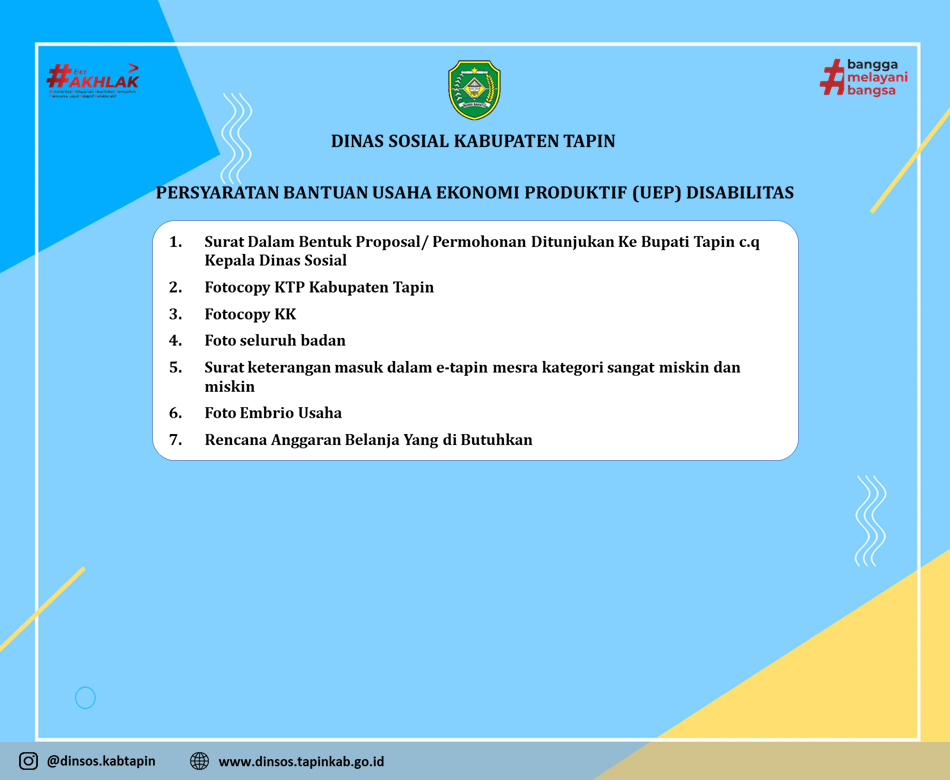 #AKHLAK
bangga
#melayani
bangsa
DINAS SOSIAL KABUPATEN TAPIN
PERSYARATAN BANTUAN USAHA EKONOMI PRODUKTIF (UEP) DISABILITAS
1. Surat Dalam Bentuk Proposal/ Permohonan Ditunjukan Ke Bupati Tapin c.q
Kepala Dinas Sosial
2. Fotocopy KTP Kabupaten Tapin
3. Fotocopy KK
4. Foto seluruh badan
5. Surat keterangan masuk dalam e-tapin mesra kategori sangat miskin dan
miskin
6. Foto Embrio Usaha
7. Rencana Anggaran Belanja Yang di Butuhkan
@dinsos.kabtapin
www.dinsos.tapinkab.go.id